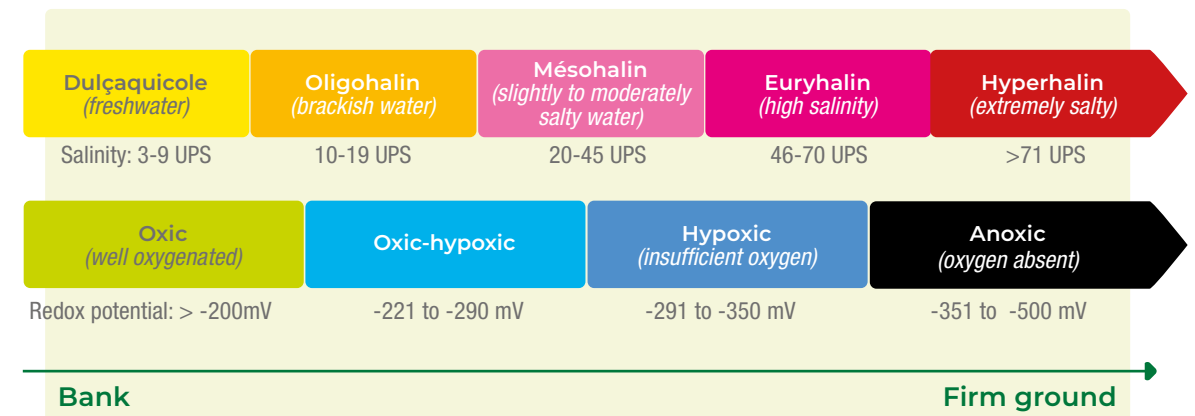 Dulçaquicole
(freshwater)
Oligohalin
(brackish water)
Mésohalin
(slightly to moderately
salty water)
Euryhalin
(high salinity)
Hyperhalin
(extremely salty)
Salinity: 3-9 UPS
10-19 UPS
20-45 UPS
46-70 UPS
>71 UPS
Oxic
(well oxygenated)
Oxic-hypoxic
Hypoxic
(insufficient oxygen)
Anoxic
(oxygen absent)
Redox potential: > -200mV
-221 to -290 mV
-291 to -350 mV
-351 to -500 mV
Bank
Firm ground